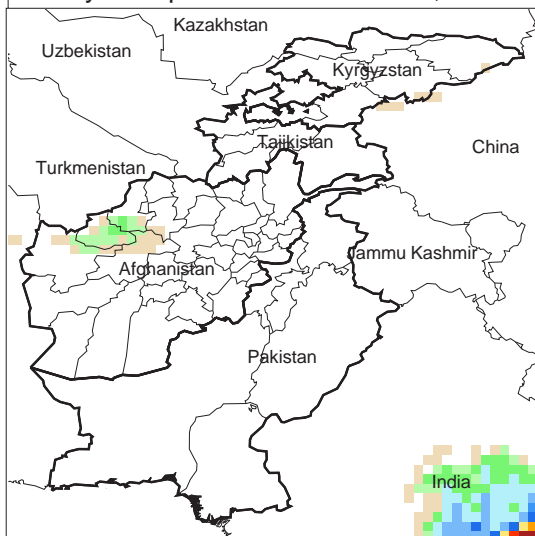 Kazakhstan
Uzbekistan
Kyrgyzstan
Tajikistan
China
Turkmenistan
Jammu Kashmir
Afghanistan
Pakistan
India